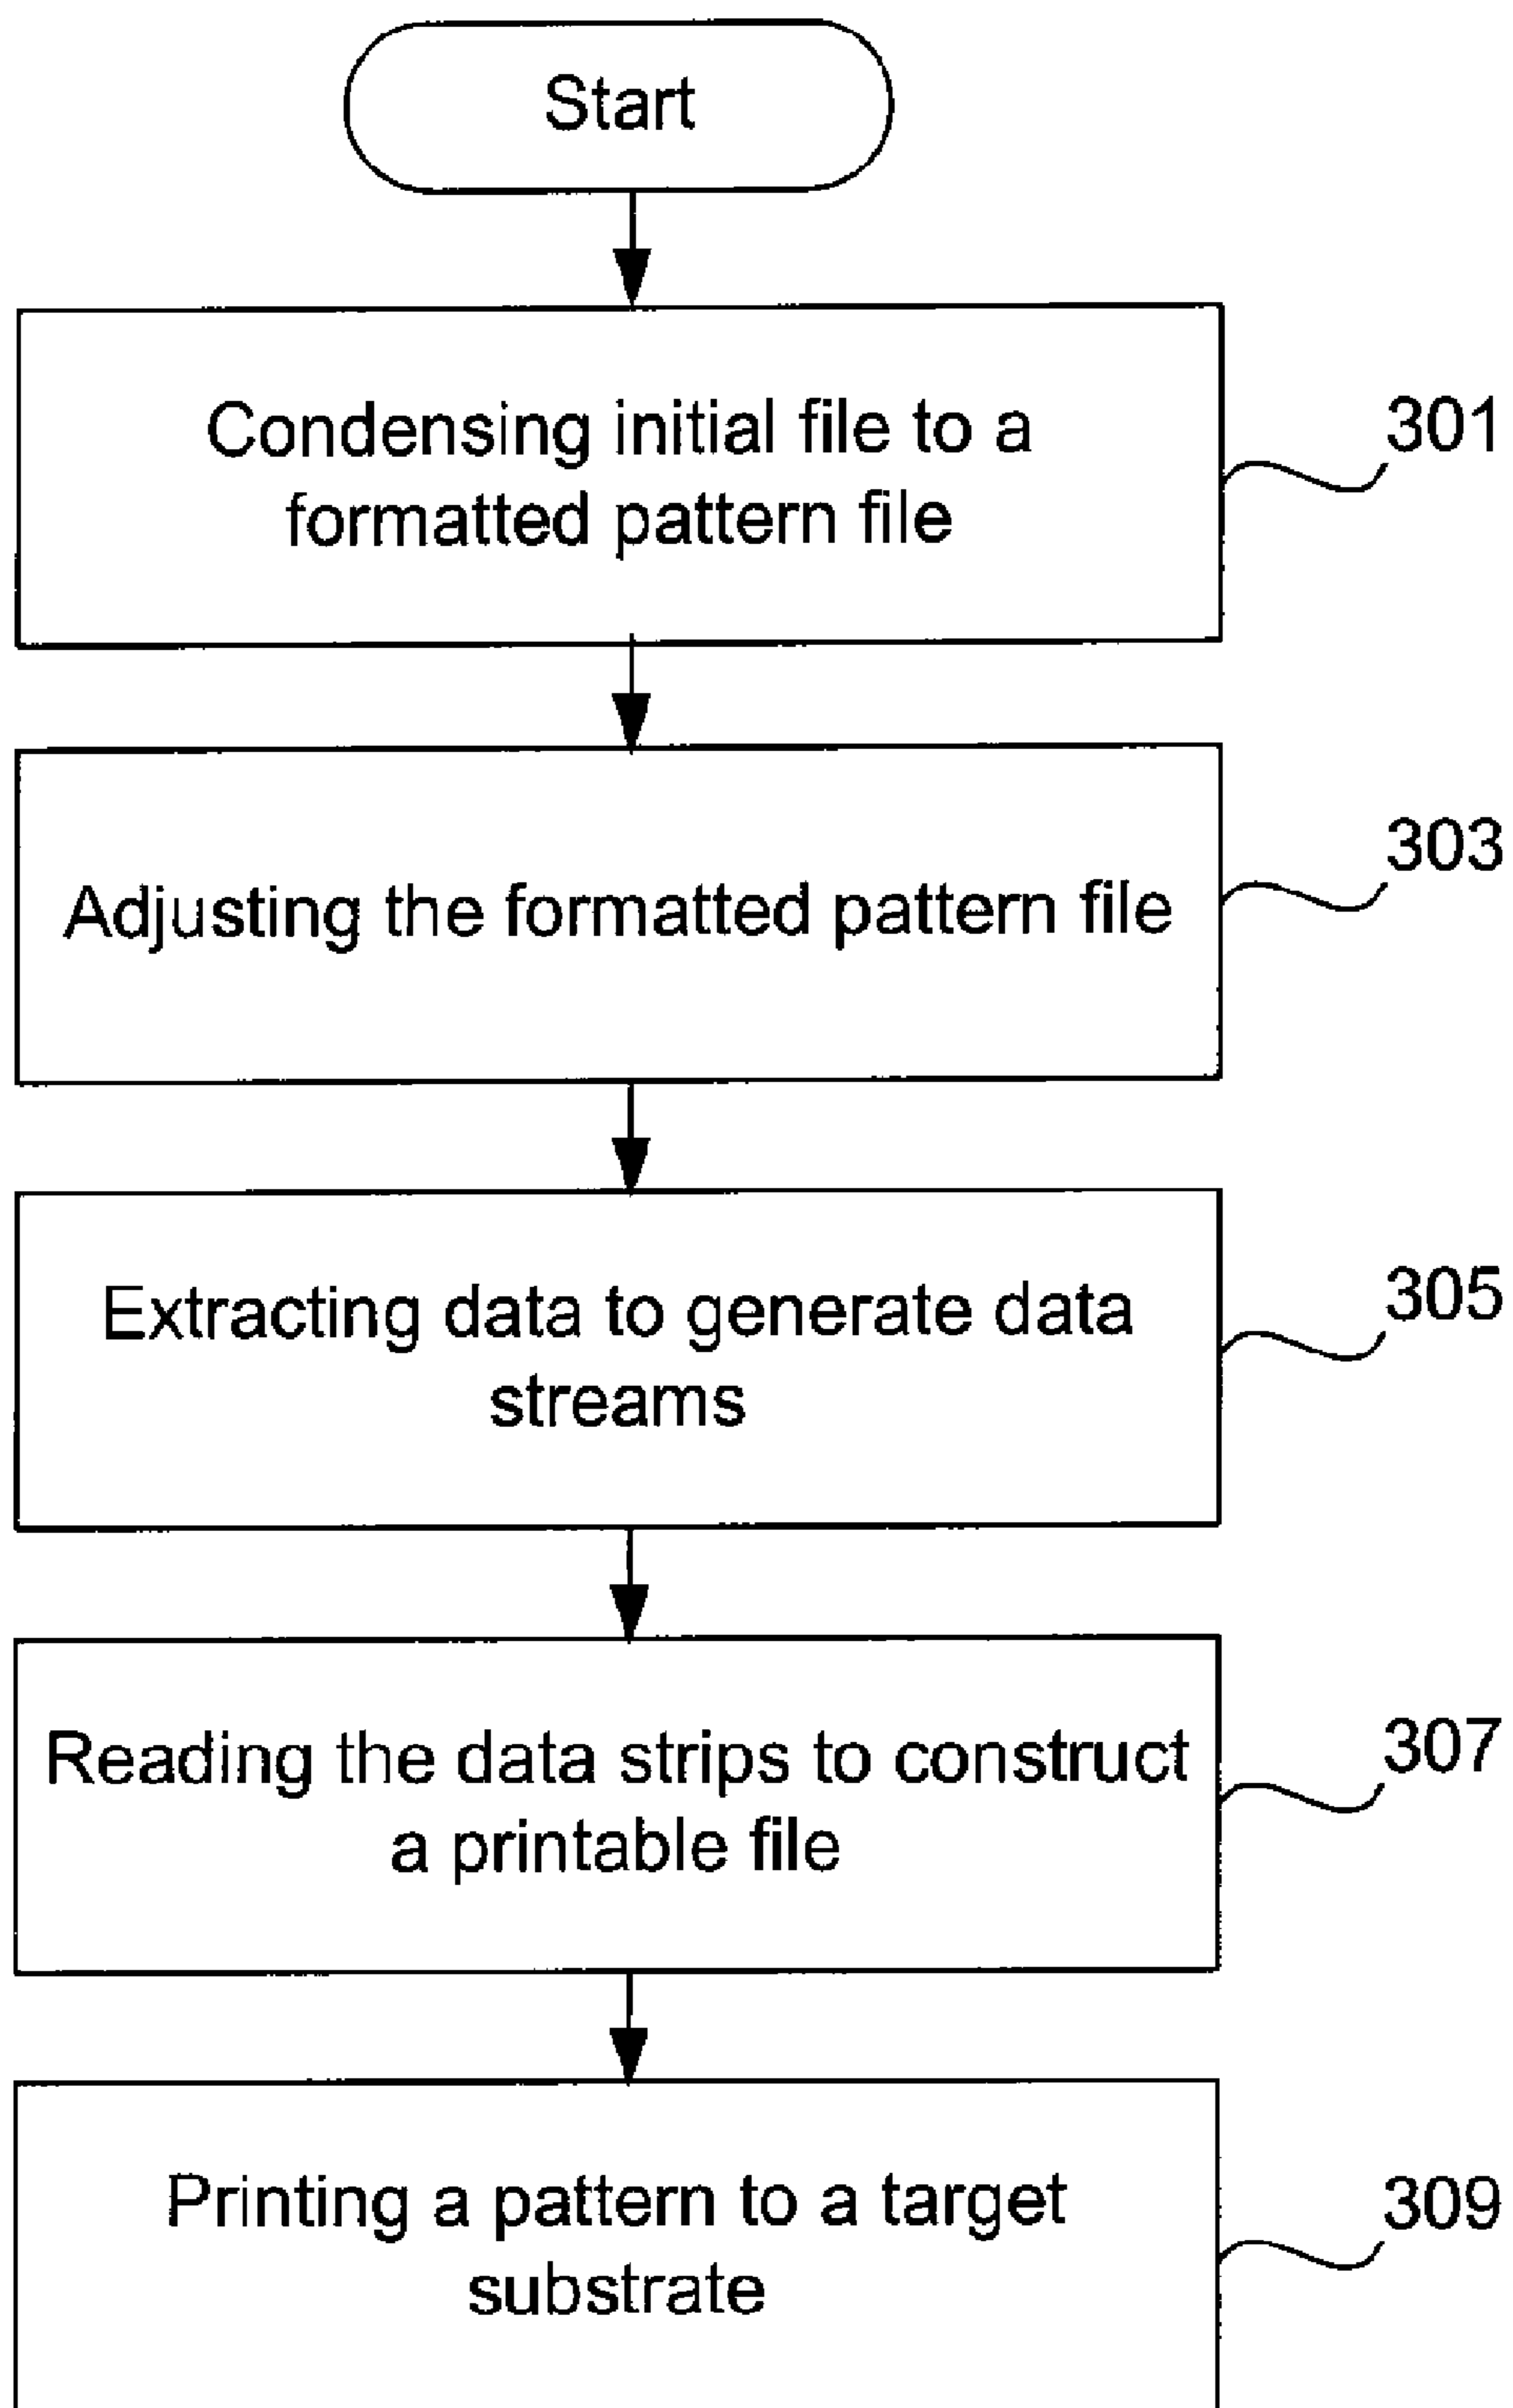 Start
Condensing initial file to a
formatted pattern file
301
Adjusting the formatted pattern file
303
Extracting data to generate data
streams
305
Reading the data strips to construct
a printable file
307
Printing a pattern to a target
substrate
309